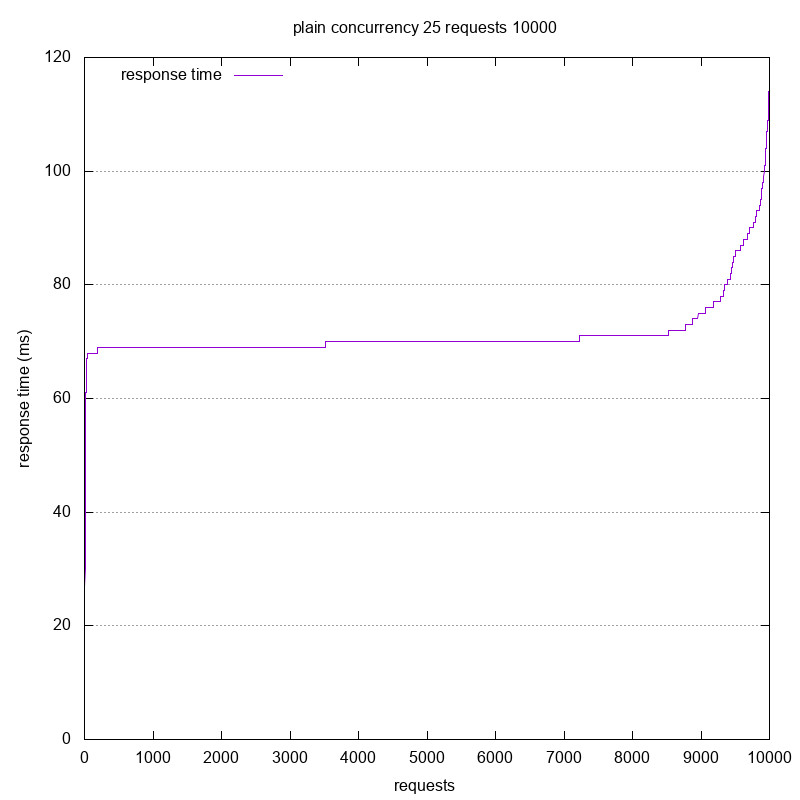 plain concurrency 25 requests 10000
response time
120
100
80
60
40
20
0
response time (ms)
0 1000 2000 3000 4000 5000 6000 7000 8000 9000 10000
requests